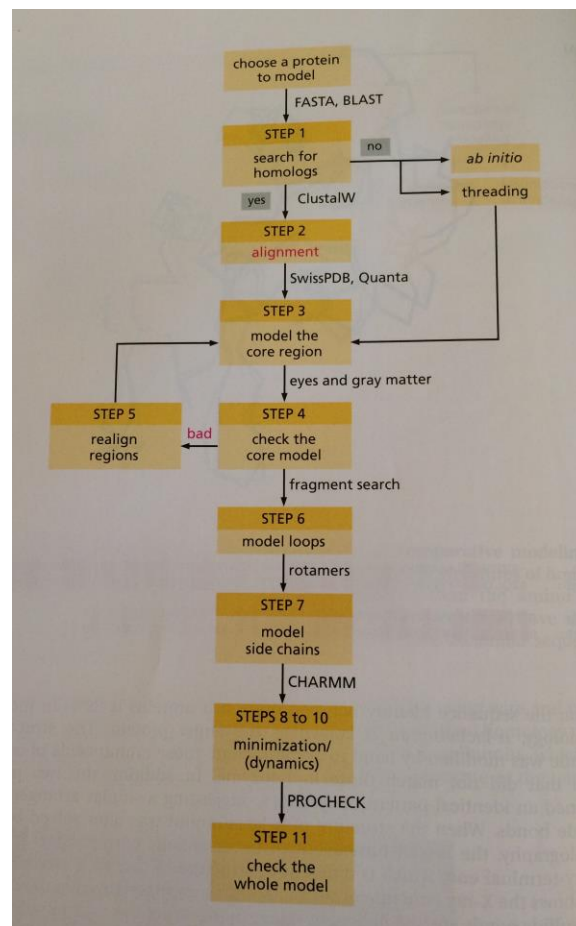 choose a protein
to model
FASTA, BLAST
STEP 1
search for
homologs
no
ab initio
threading
yes
ClustalW
STEP 2
alignment
SwissPDB, Quanta
STEP 3
model the
core region
eyes and gray matter
STEP 5
realign
regions
bad
STEP 4
check the
core model
fragment search
STEP 6
model loops
rotamers
STEP 7
model
side chains
CHARMM
STEPS 8 to 10
minimization/
(dynamics)
PROCHECK
STEP 11
check the
whole model